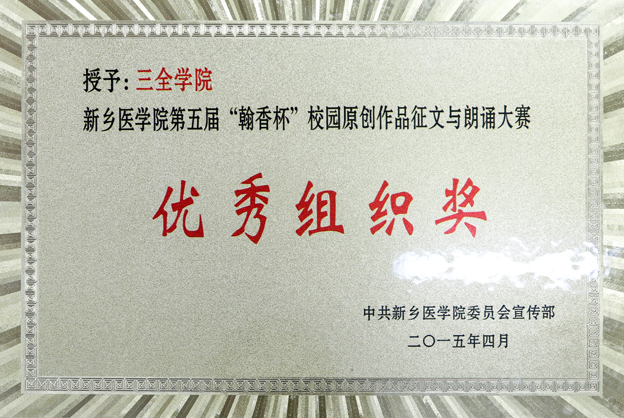 授予：三全学院
新乡医学院第五届“翰香杯”校园原创作品征文与朗诵大赛
优秀组织奖
中共新乡医学院委员会宣传部
二〇一五年四月